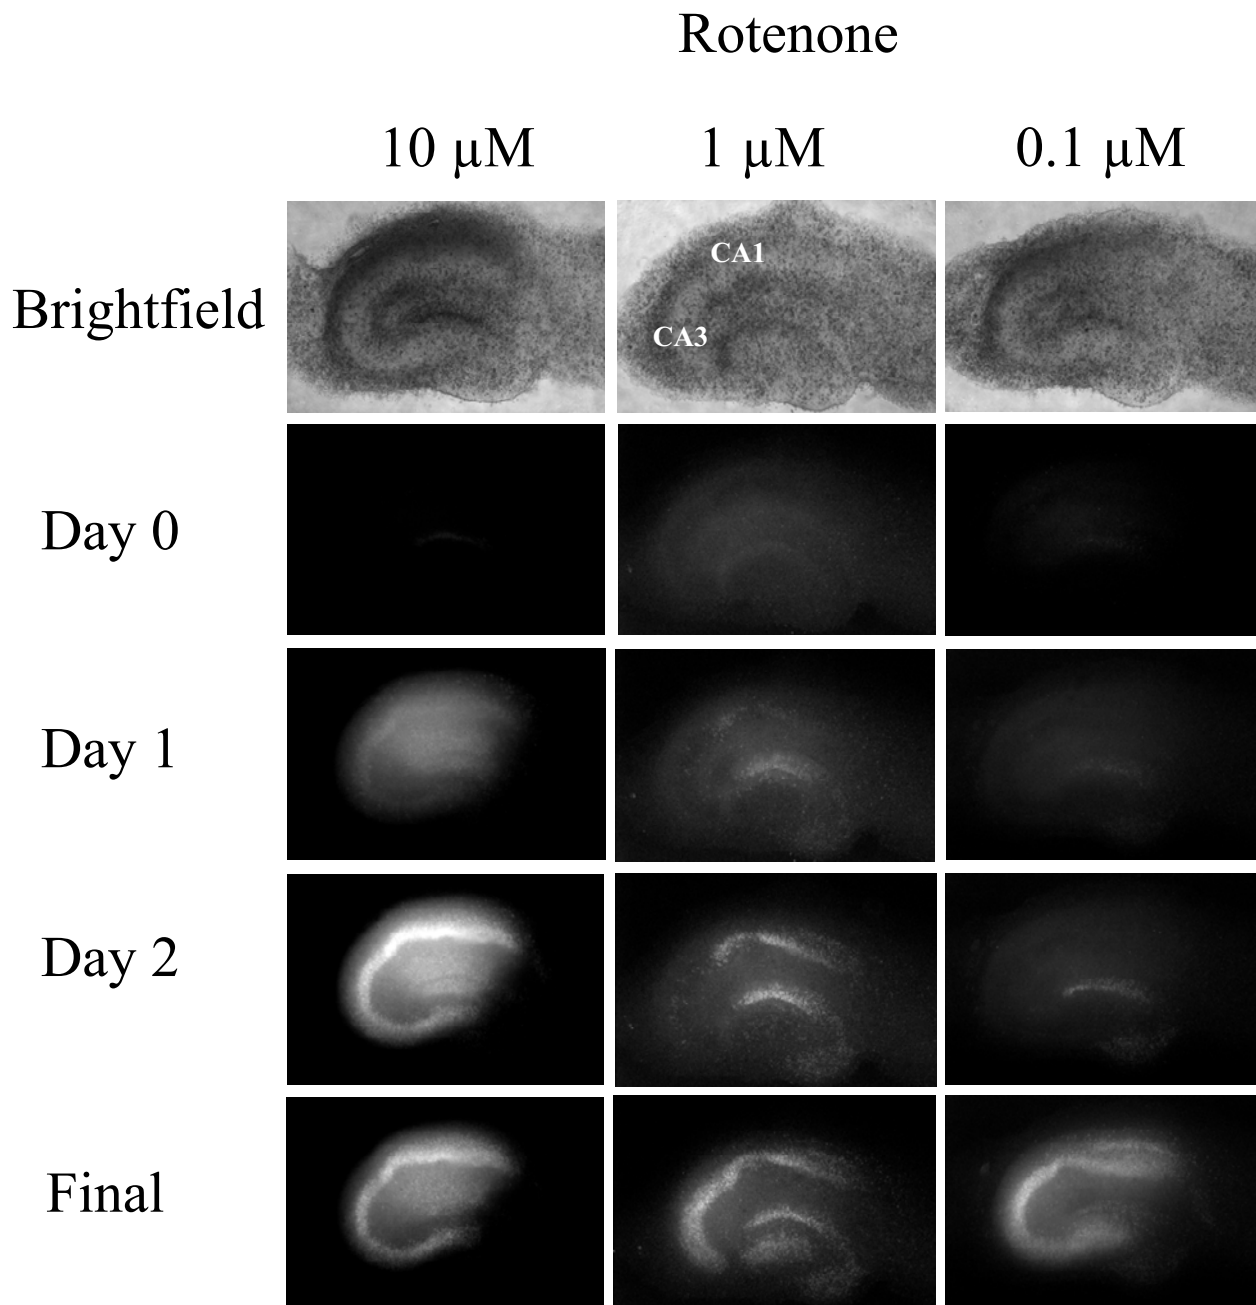 Rotenone
10 µM 1 µM 0.1 µM
Brightfield
CA1
CA3
Day 0
Day 1
Day 2
Final